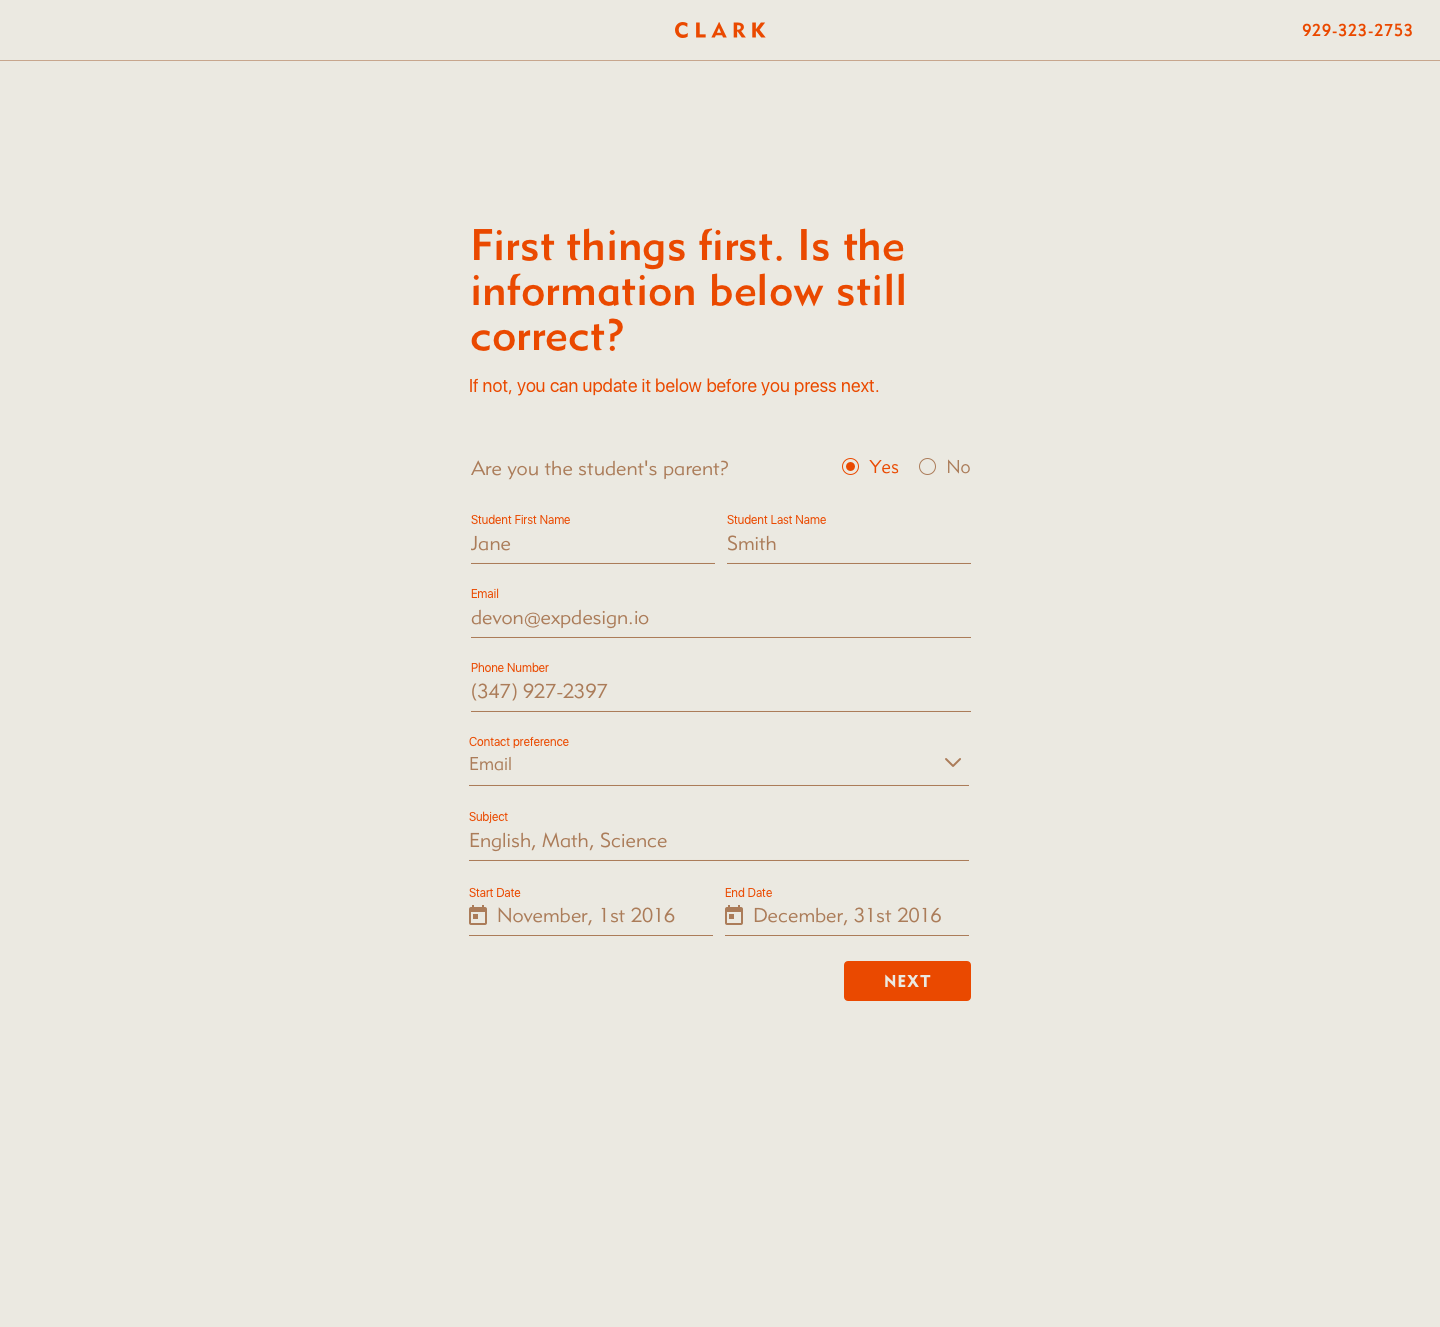 CLARK
929-323-2753
First things first. Is the
information below still
correct?
If not, you can update it below before you press next.
Are you the student's parent?
Yes
No
Student First Name
Student Last Name
Jane
Smith
Email
devon@expdesign.io
Phone Number
(347) 927-2397
Contact preference
Email
Subject
English, Math, Science
Start Date
End Date
November, 1st 2016
December, 31st 2016
NEXT